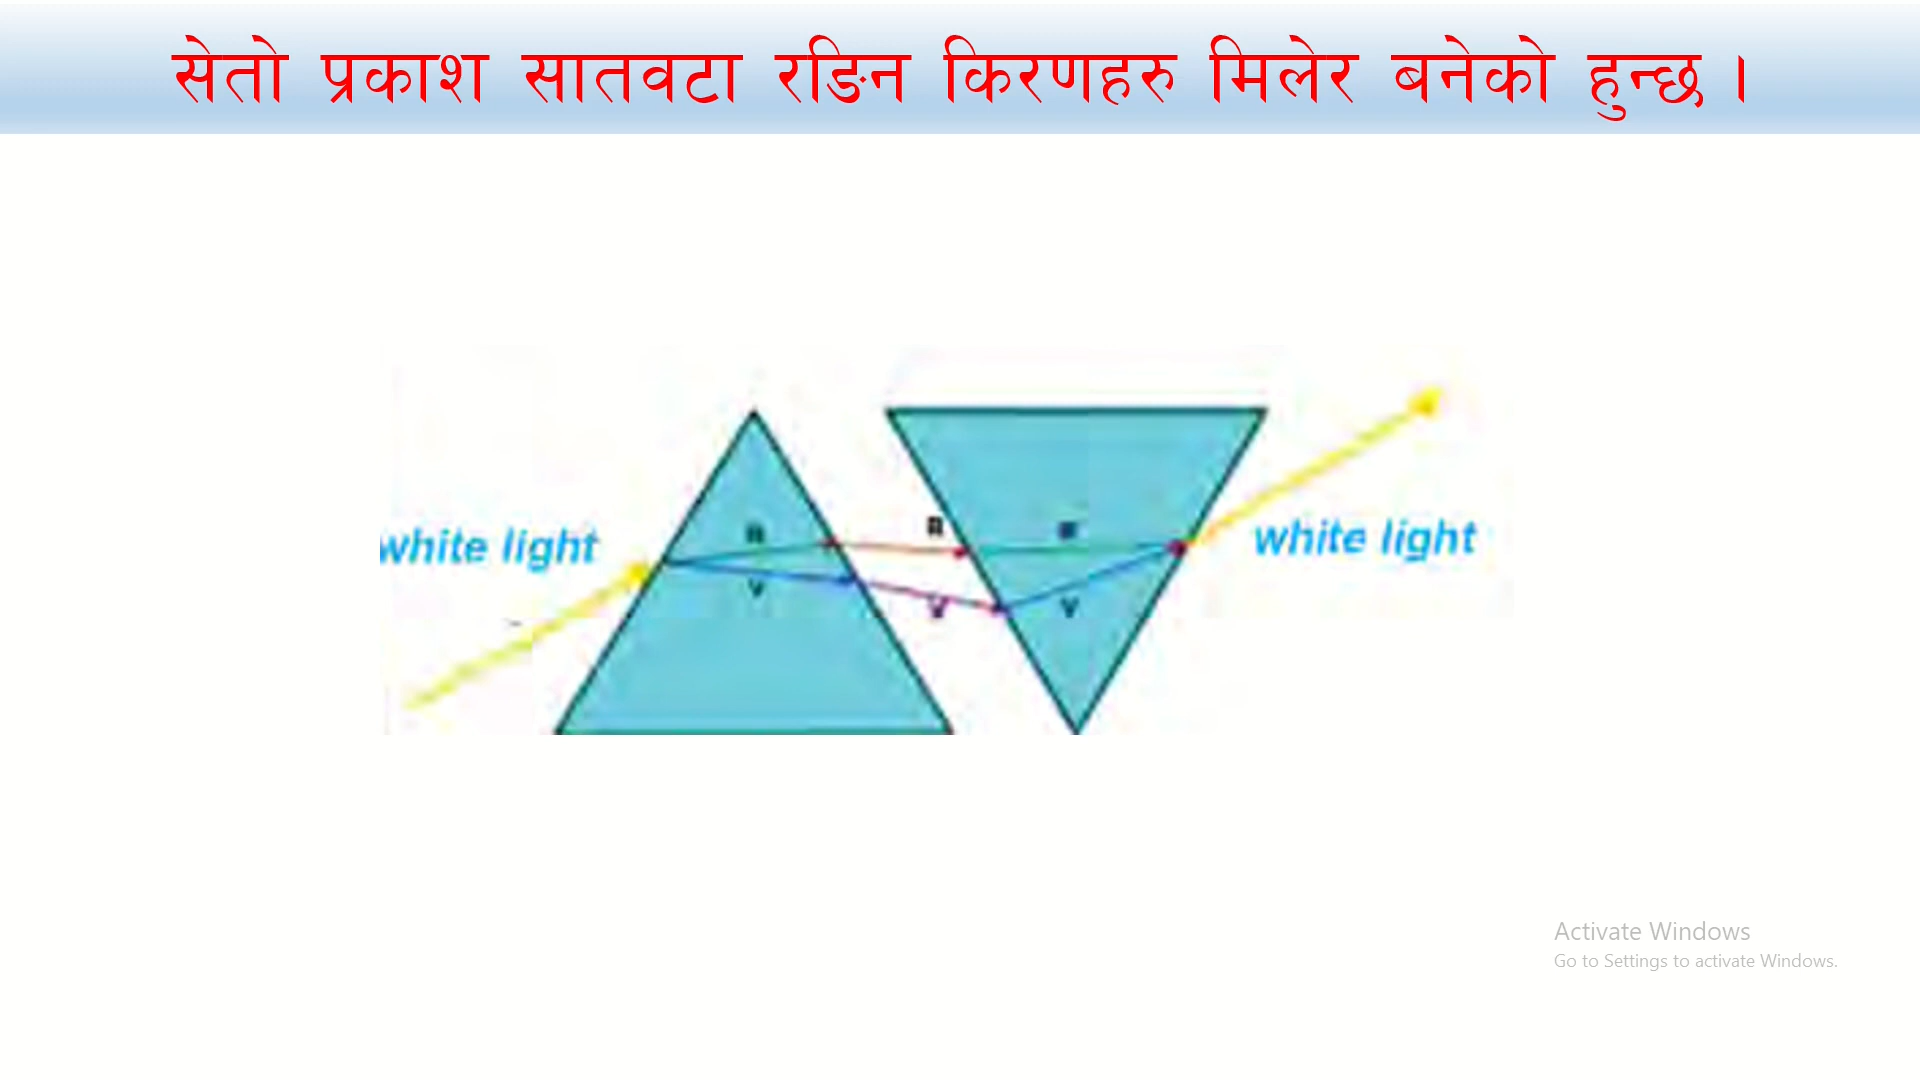 सेतो प्रकाश सातवटा रङिन किरणहरु मिलेर बनेको हुन्छ ।
R
R
white light
white light
V
V
V
Activate Windows
Go to Settings to activate Windows.